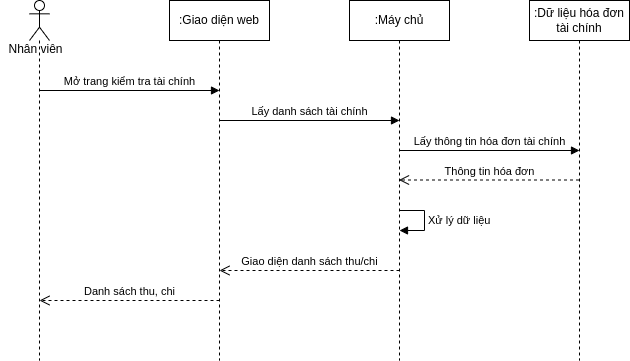 Nhân viên
:Giao diện web
:Máy chủ
:Dữ liệu hóa đơn
tài chính
Mở trang kiểm tra tài chính
Lấy danh sách tài chính
Lấy thông tin hóa đơn tài chính
Thông tin hóa đơn
Xử lý dữ liệu
Giao diện danh sách thu/chi
Danh sách thu, chi